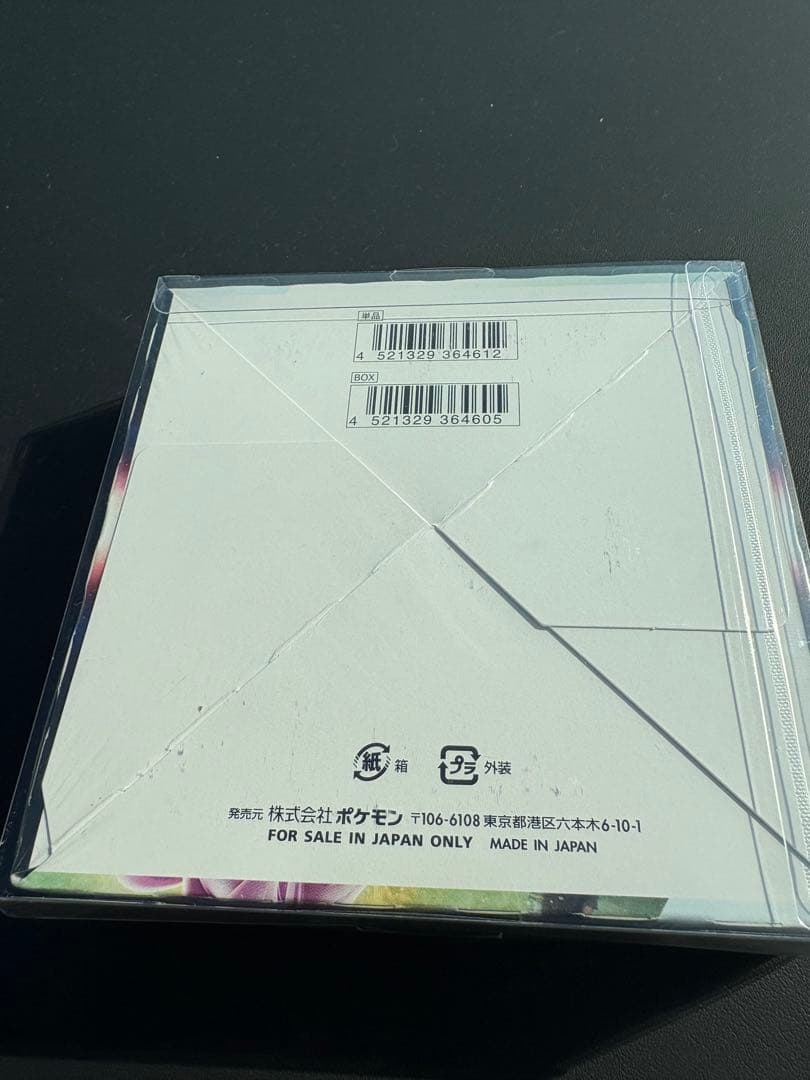 単品
4 521329 364612
BOX
4 521329 364605
紙 箱 プラ 外装
発売元 株式会社 ポケモン 〒106-6108 東京都港区六本木6-10-1
FOR SALE IN JAPAN ONLY MADE IN JAPAN